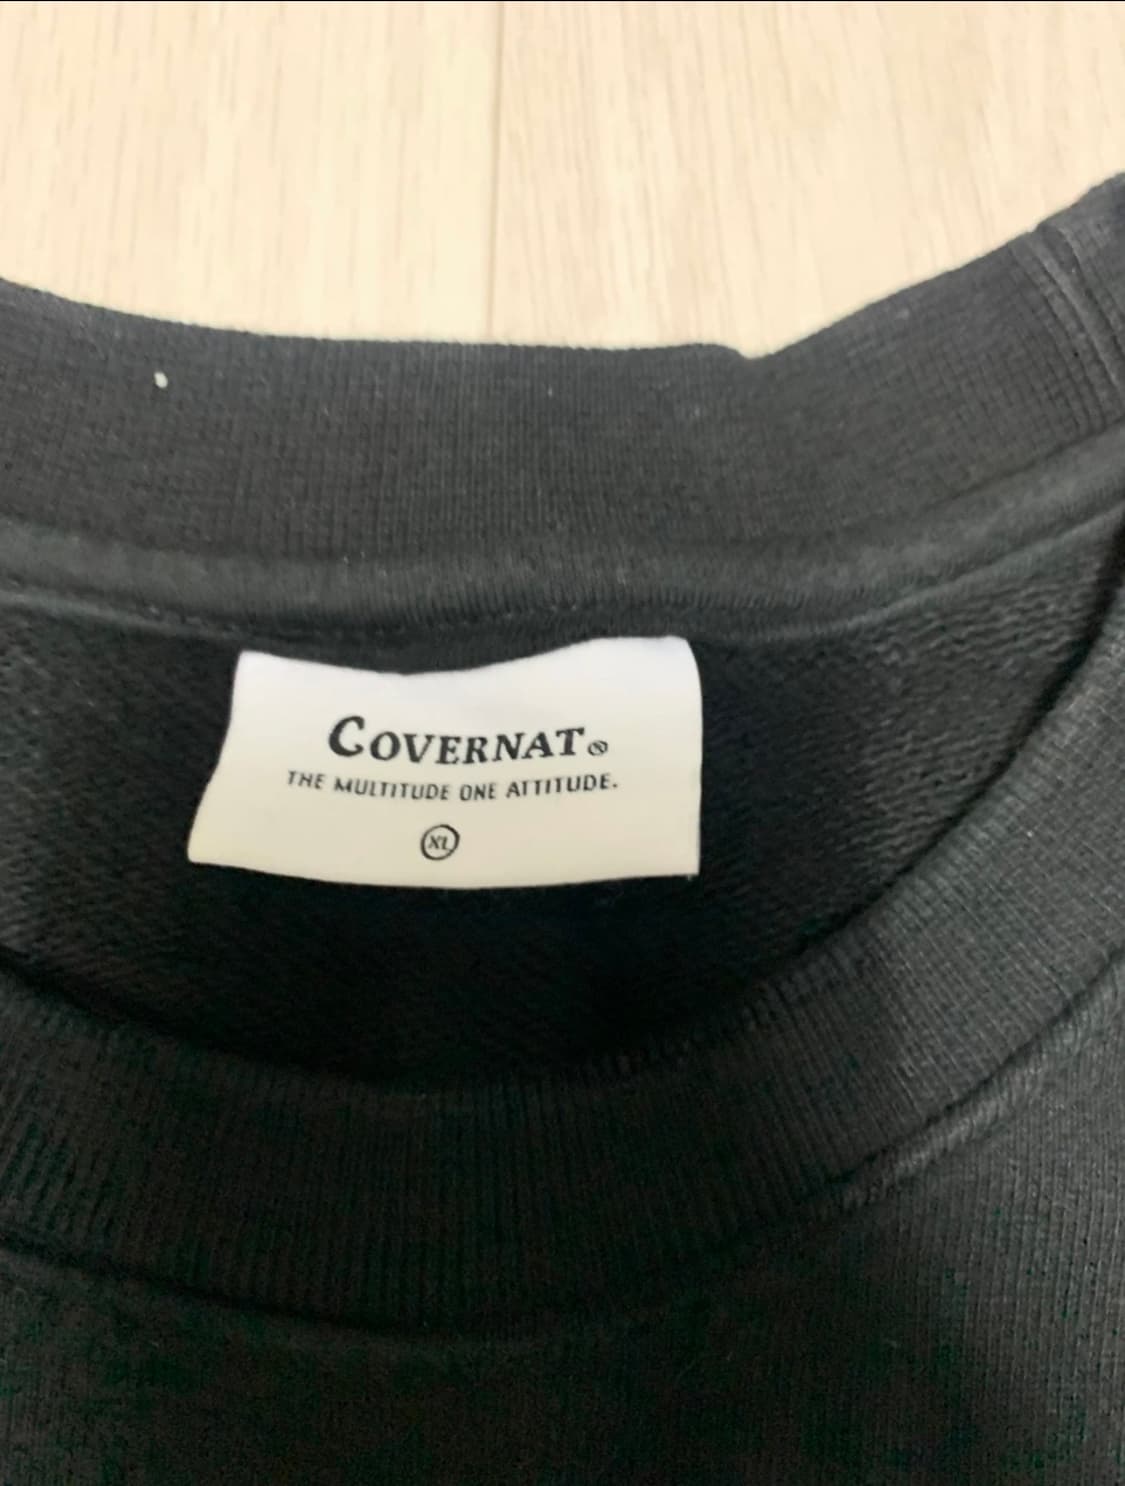 COVERNAT®
THE MULTITUDE ONE ATTITUDE.
XL